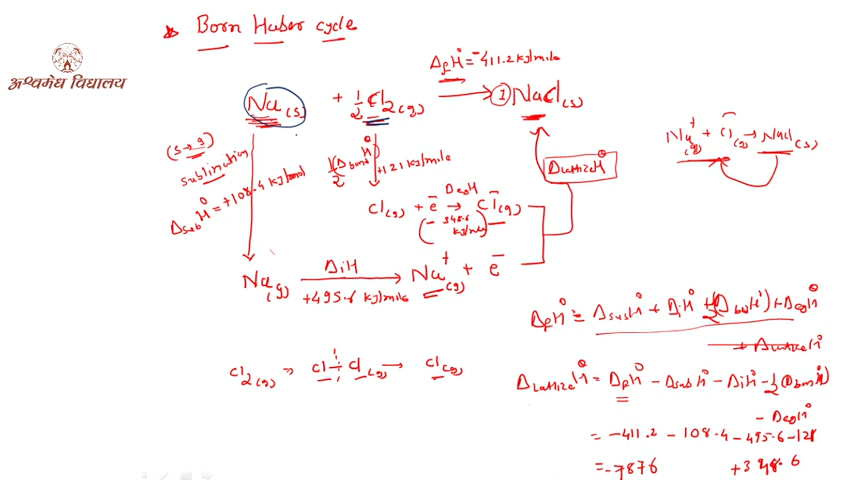 Born Haber cycle
अश्वमेध विद्यालय
ΔfH° = -411.2 kJ/mole
Na(s) + 1/2 Cl2(g) → ① NaCl(s)
Na+(g) + Cl-(g) → NaCl(s)
(s→g)
sublimation
ΔsubH° = +108.4 kJ/mol
1/2(ΔbondH°)
+121 kJ/mole
ΔlatticeH°
Cl(g) + e- → Cl-(g)
ΔegH
(-348.6 kJ/mole)
Na(g) → Na+(g) + e-
ΔiH
+495.6 kJ/mole
ΔfH° = ΔsubH° + ΔiH° + 1/2(ΔbondH°) + ΔegH°
+ ΔlatticeH°
Cl2(g) ⇒ Cl Cl(g) → Cl(g)
ΔLatticeH° = ΔfH° - ΔsubH° - ΔiH - 1/2(ΔbondH°)
- ΔegH°
= -411.2 - 108.4 - 495.6 - 121
= -7876 +348.6